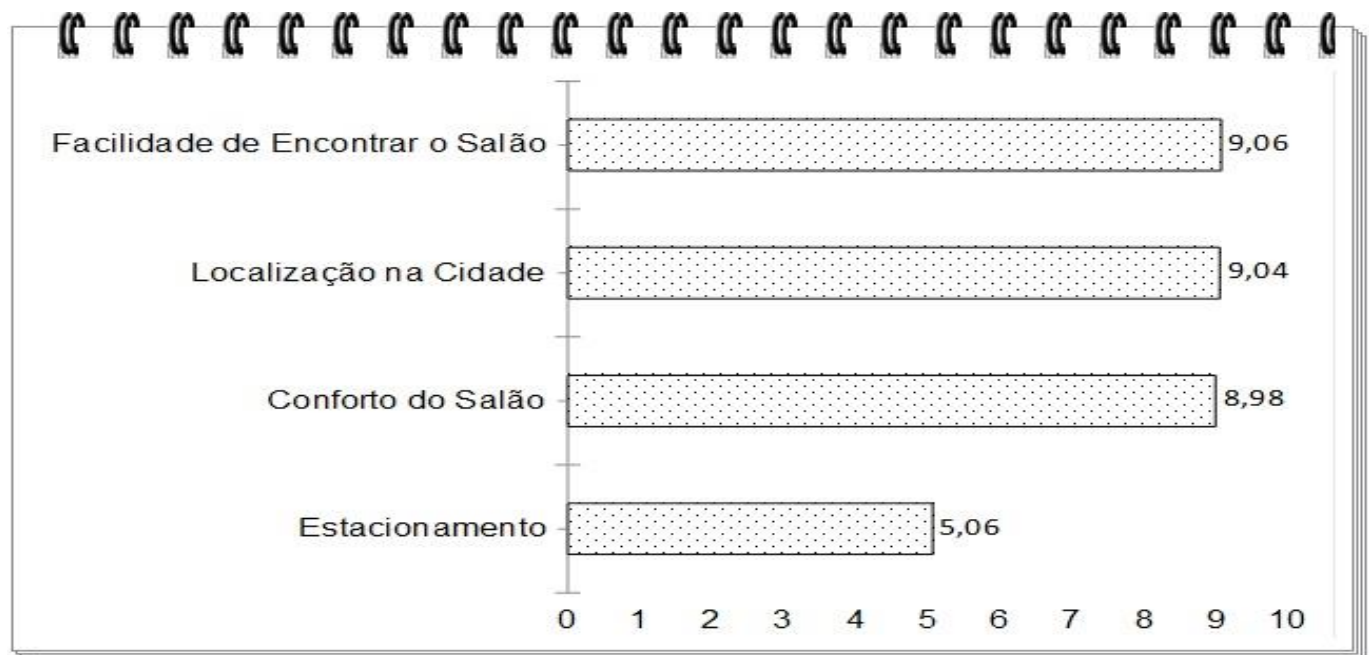 Facilidade de Encontrar o Salão
9,06
Localização na Cidade
9,04
Conforto do Salão
8,98
Estacionamento
5,06
0 1 2 3 4 5 6 7 8 9 10